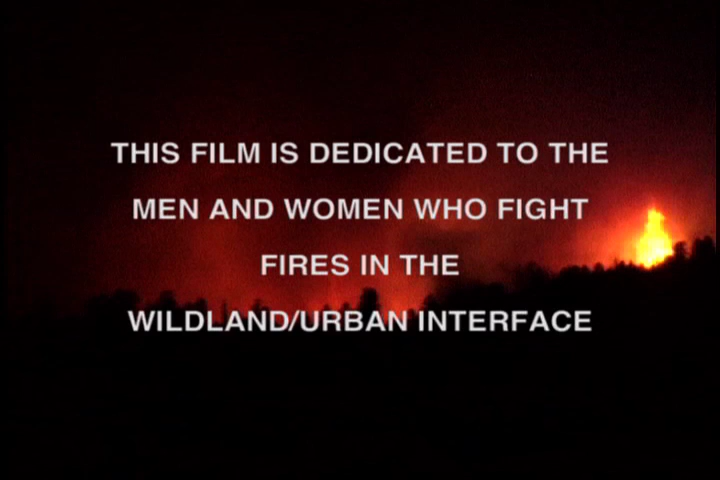 THIS FILM IS DEDICATED TO THE
MEN AND WOMEN WHO FIGHT
FIRES IN THE
WILDLAND/URBAN INTERFACE